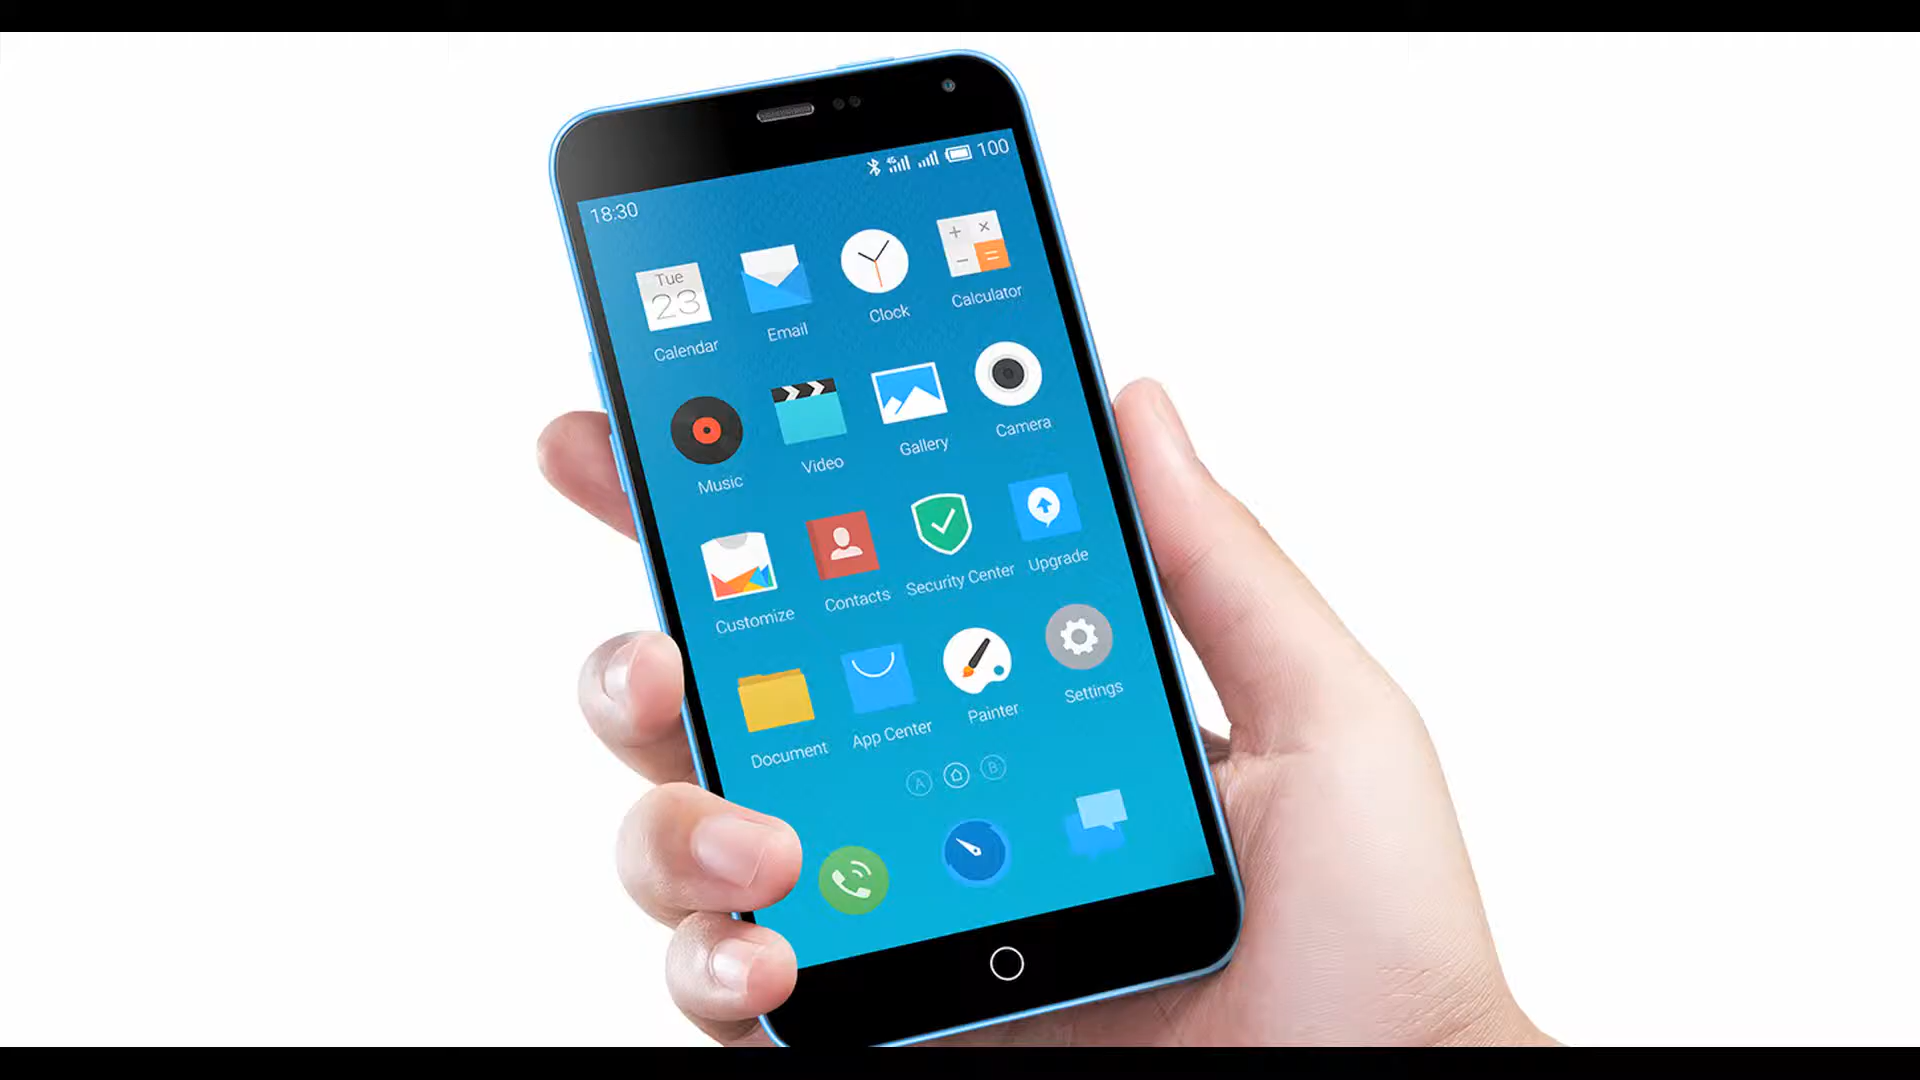 18:30
4G 100
Tue
23
Calendar
Email
Clock
Calculator
Music
Video
Gallery
Camera
Customize
Contacts
Security Center
Upgrade
Document
App Center
Painter
Settings
A B